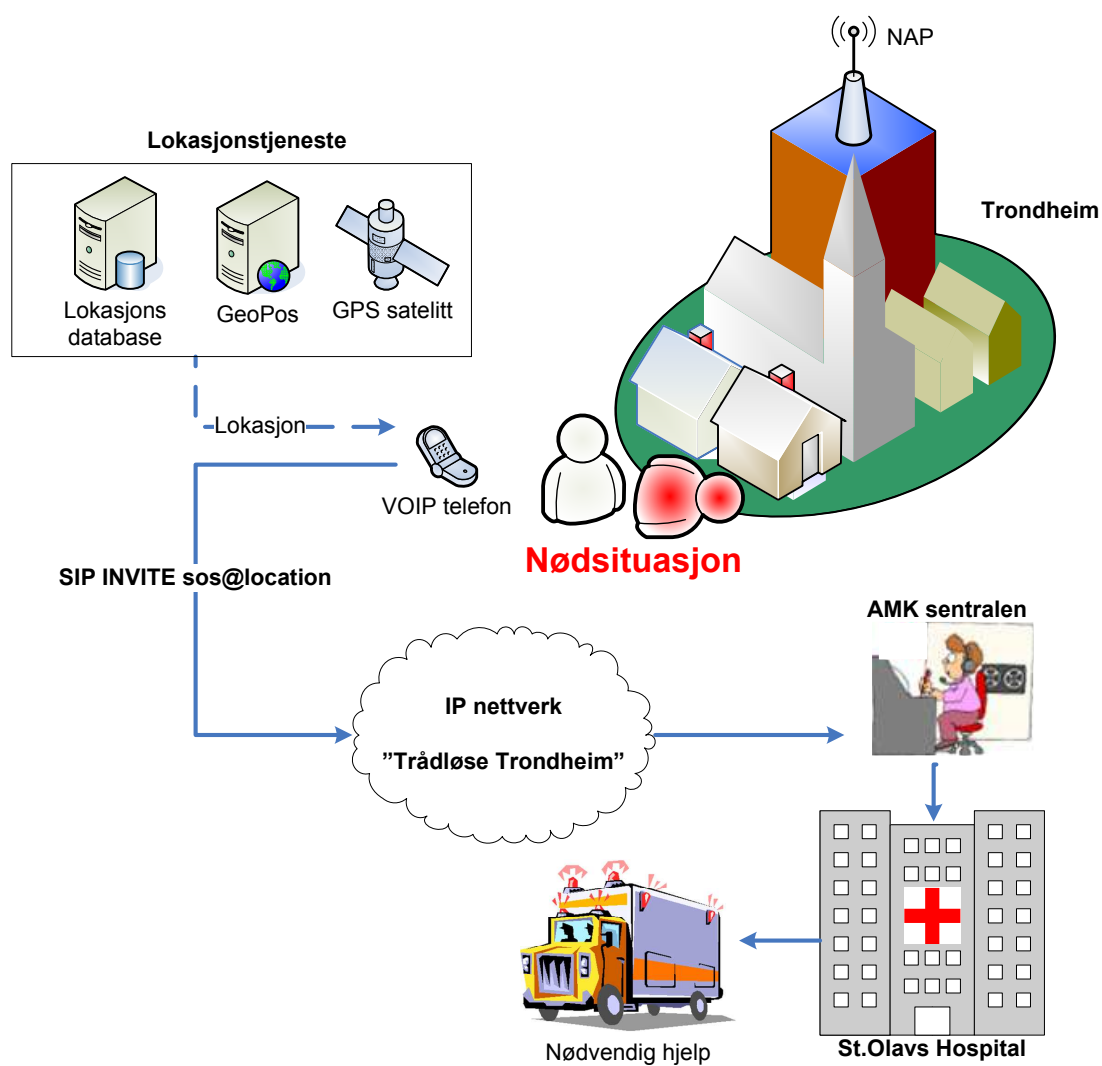 NAP
Lokasjonstjeneste
Trondheim
Lokasjons
database
GeoPos
GPS satelitt
Lokasjon
VOIP telefon
Nødsituasjon
SIP INVITE sos@location
AMK sentralen
IP nettverk
”Trådløse Trondheim”
St.Olavs Hospital
Nødvendig hjelp